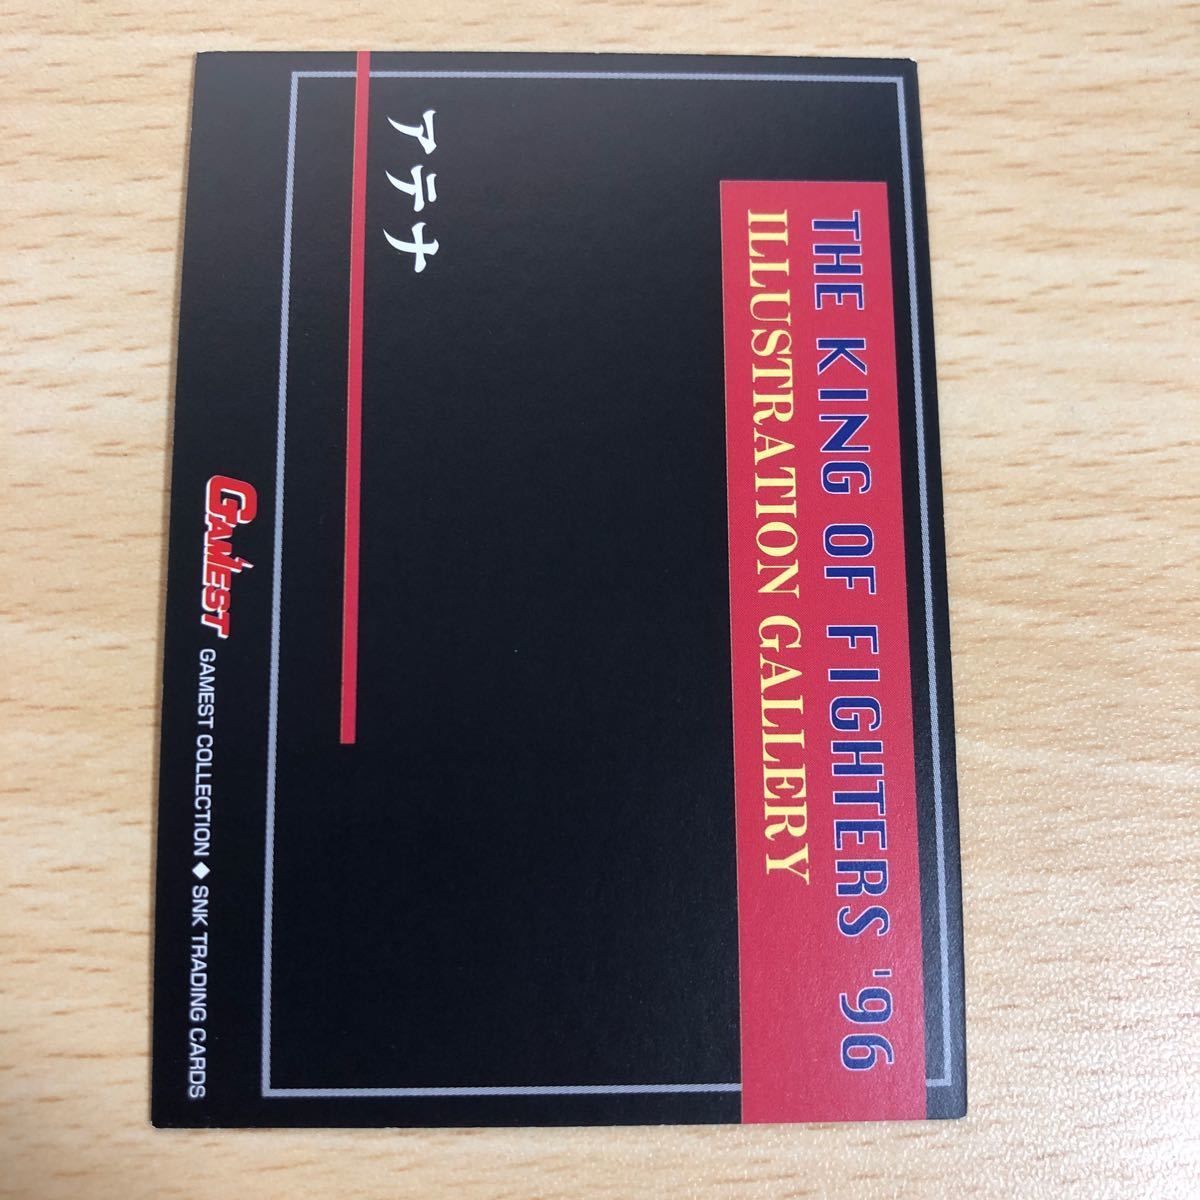 THE KING OF FIGHTERS '96
ILLUSTRATION GALLERY
アテナ
GAMEST GAMEST COLLECTION ◆ SNK TRADING CARDS